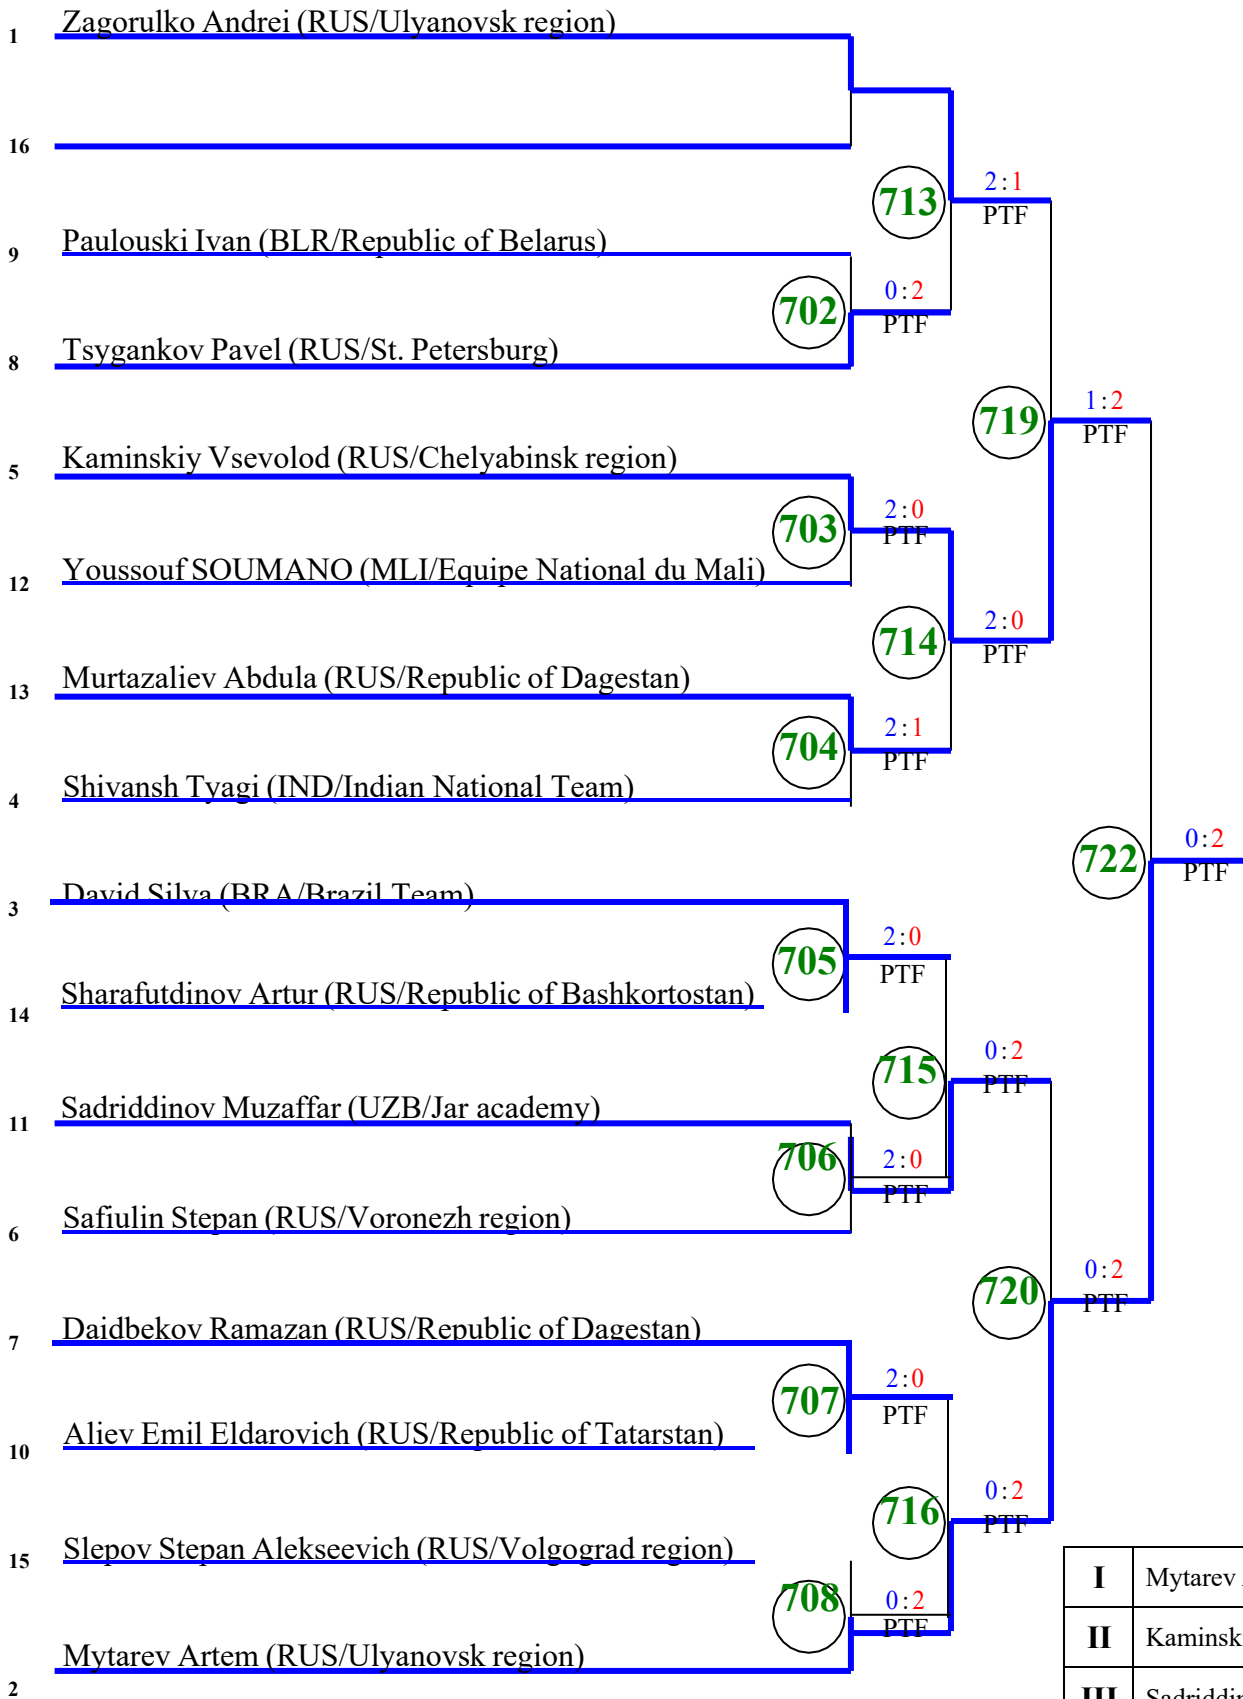 1 Zagorulko Andrei (RUS/Ulyanovsk region)
16
713 2:1
PTF
9 Paulouski Ivan (BLR/Republic of Belarus)
702 0:2
PTF
8 Tsygankov Pavel (RUS/St. Petersburg)
719 1:2
PTF
5 Kaminskiy Vsevolod (RUS/Chelyabinsk region)
703 2:0
PTF
12 Youssouf SOUMANO (MLI/Equipe National du Mali)
714 2:0
PTF
13 Murtazaliev Abdula (RUS/Republic of Dagestan)
704 2:1
PTF
4 Shivansh Tyagi (IND/Indian National Team)
722 0:2
PTF
3 David Silva (BRA/Brazil Team)
705 2:0
PTF
14 Sharafutdinov Artur (RUS/Republic of Bashkortostan)
715 0:2
PTF
11 Sadriddinov Muzaffar (UZB/Jar academy)
706 2:0
PTF
6 Safiulin Stepan (RUS/Voronezh region)
720 0:2
PTF
7 Daidbekov Ramazan (RUS/Republic of Dagestan)
707 2:0
PTF
10 Aliev Emil Eldarovich (RUS/Republic of Tatarstan)
716 0:2
PTF
15 Slepov Stepan Alekseevich (RUS/Volgograd region)
708 0:2
PTF
2 Mytarev Artem (RUS/Ulyanovsk region)
I Mytarev
II Kaminski
III Sadriddin